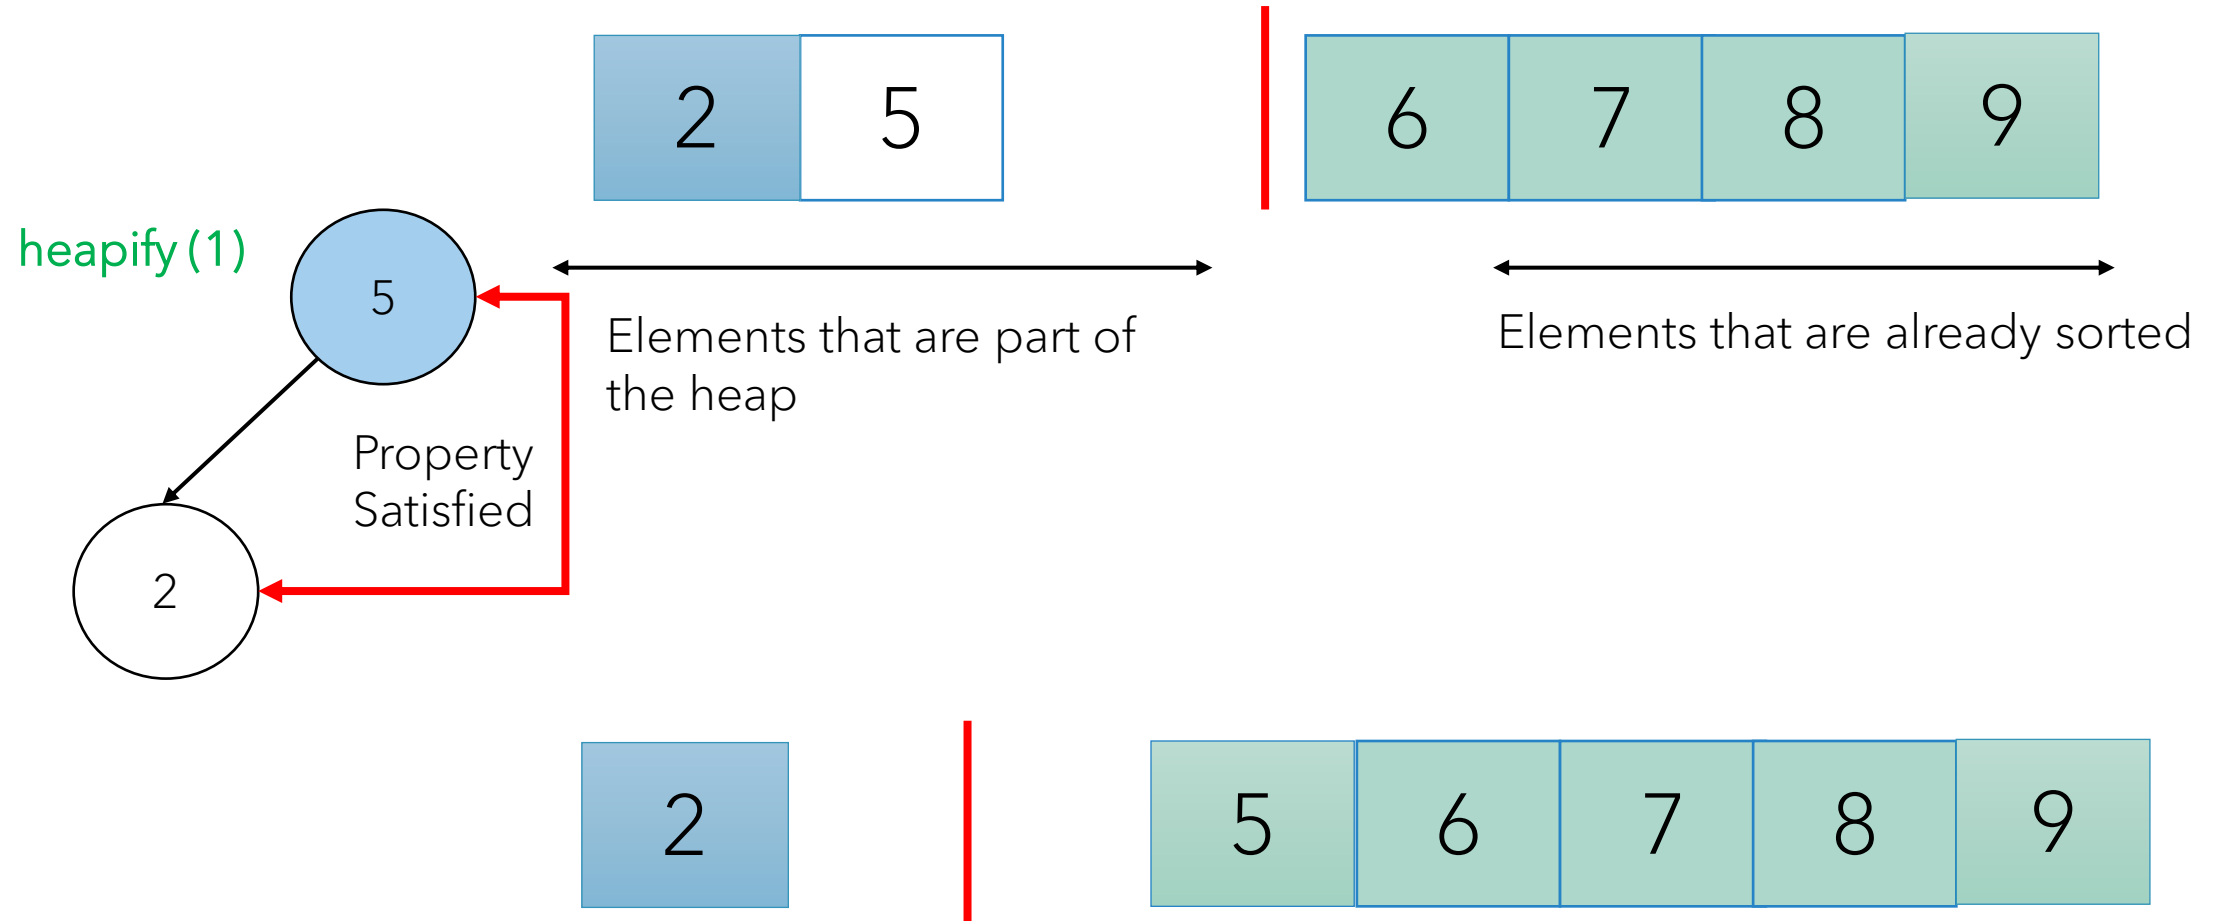 2 5 6 7 8 9
heapify (1)
5
Elements that are part of
the heap
Elements that are already sorted
Property
Satisfied
2
2 5 6 7 8 9